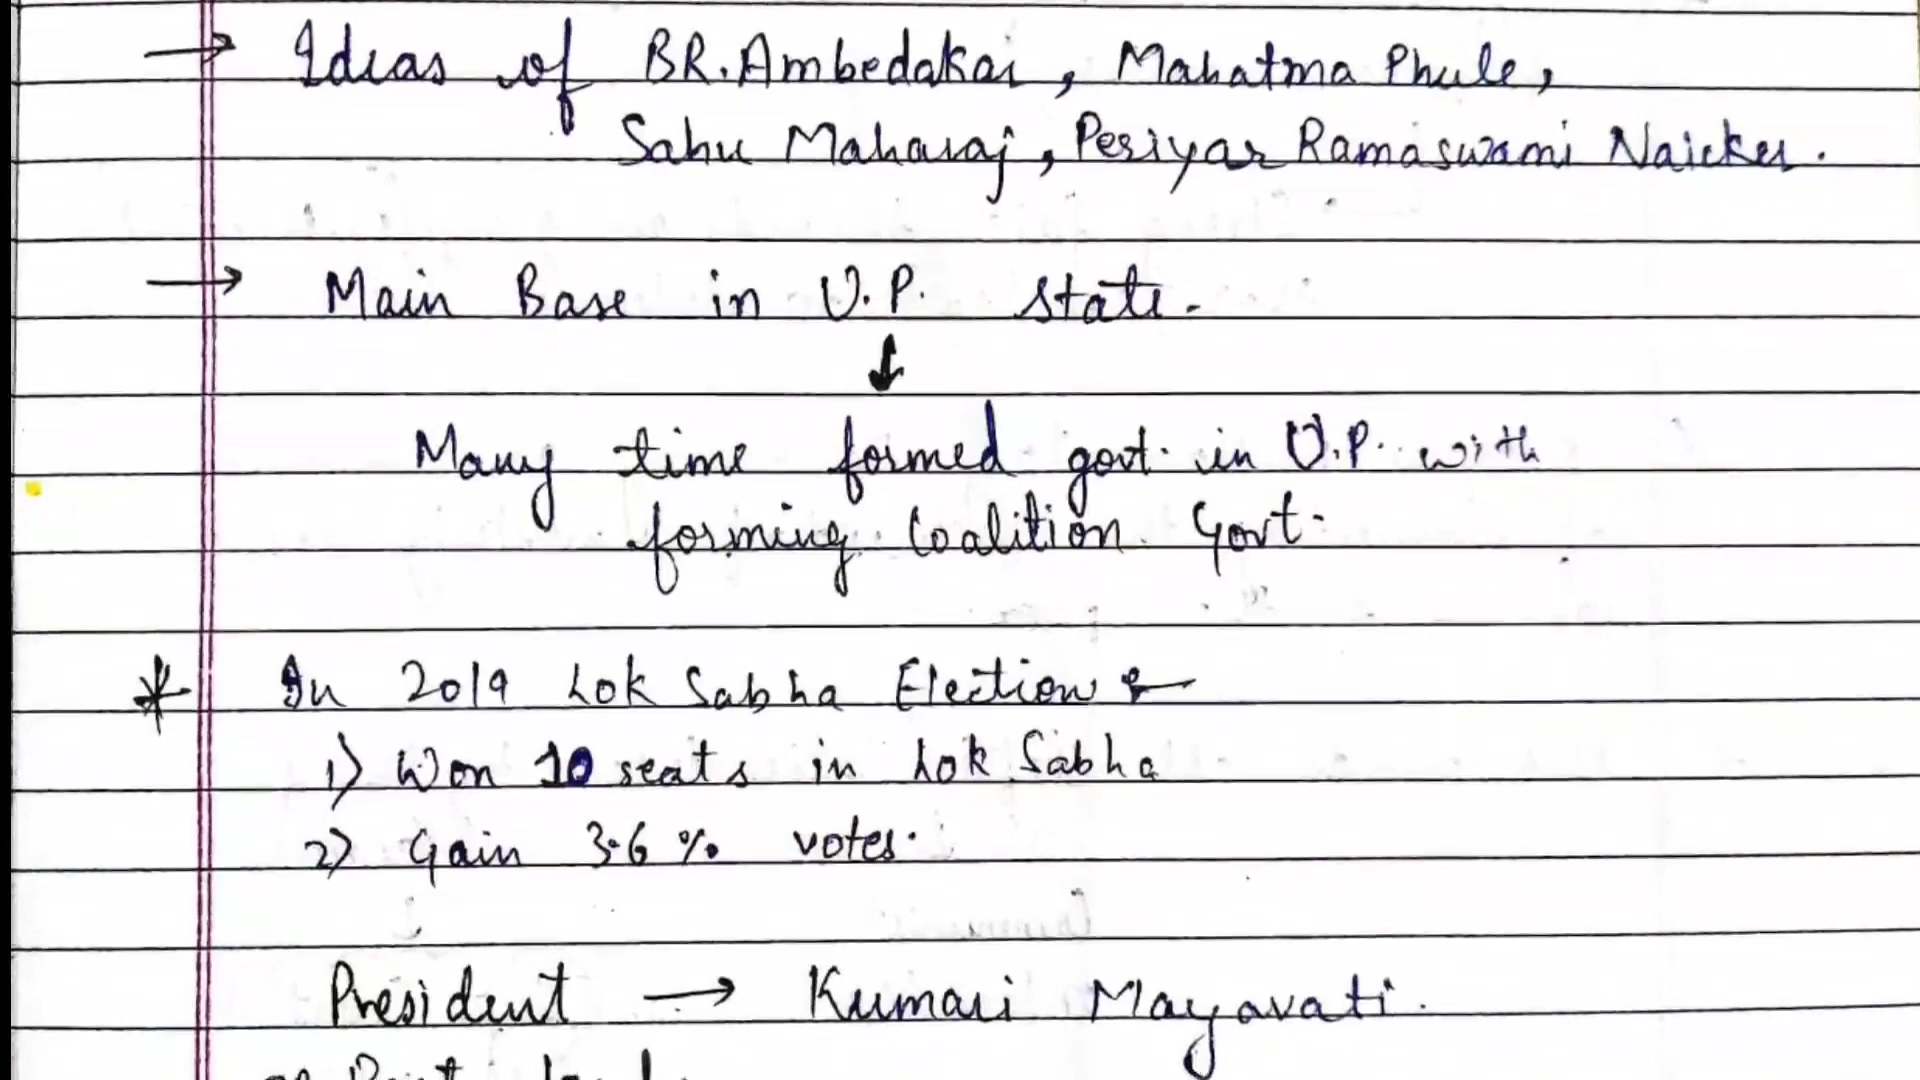 → Ideas of BR. Ambedakar, Mahatma Phule,
Sahu Maharaj, Periyar Ramaswami Naicker.
→ Main Base in U.P. state.
↓
Many time formed govt. in U.P. with
forming Coalition Govt.
* In 2019 Lok Sabha Election :-
1) Won 10 seats in Lok Sabha
2) Gain 3.6 % votes.
President → Kumari Mayavati.